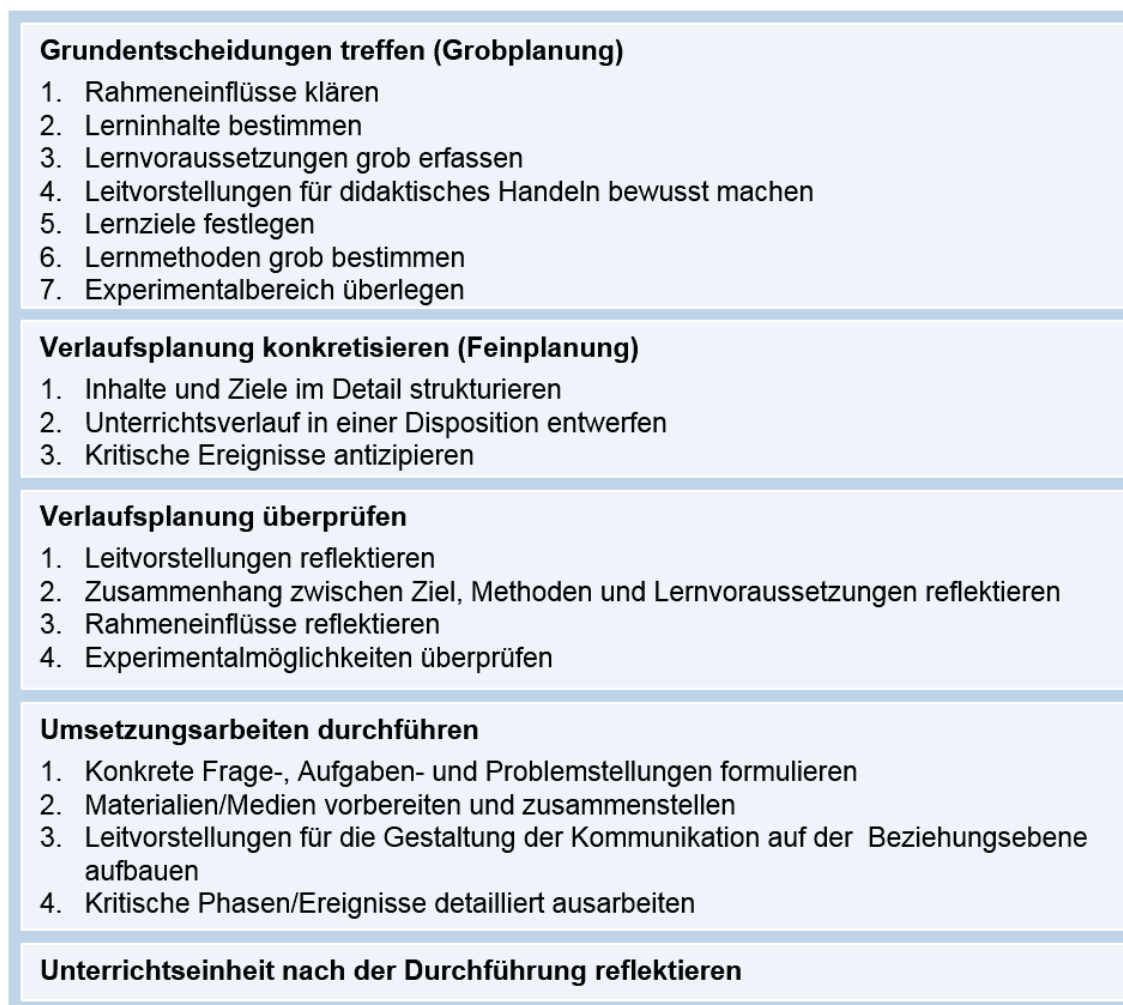 Grundentscheidungen treffen (Grobplanung)
1. Rahmeneinflüsse klären
2. Lerninhalte bestimmen
3. Lernvoraussetzungen grob erfassen
4. Leitvorstellungen für didaktisches Handeln bewusst machen
5. Lernziele festlegen
6. Lernmethoden grob bestimmen
7. Experimentalbereich überlegen
Verlaufsplanung konkretisieren (Feinplanung)
1. Inhalte und Ziele im Detail strukturieren
2. Unterrichtsverlauf in einer Disposition entwerfen
3. Kritische Ereignisse antizipieren
Verlaufsplanung überprüfen
1. Leitvorstellungen reflektieren
2. Zusammenhang zwischen Ziel, Methoden und Lernvoraussetzungen reflektieren
3. Rahmeneinflüsse reflektieren
4. Experimentalmöglichkeiten überprüfen
Umsetzungsarbeiten durchführen
1. Konkrete Frage-, Aufgaben- und Problemstellungen formulieren
2. Materialien/Medien vorbereiten und zusammenstellen
3. Leitvorstellungen für die Gestaltung der Kommunikation auf der Beziehungsebene
aufbauen
4. Kritische Phasen/Ereignisse detailliert ausarbeiten
Unterrichtseinheit nach der Durchführung reflektieren